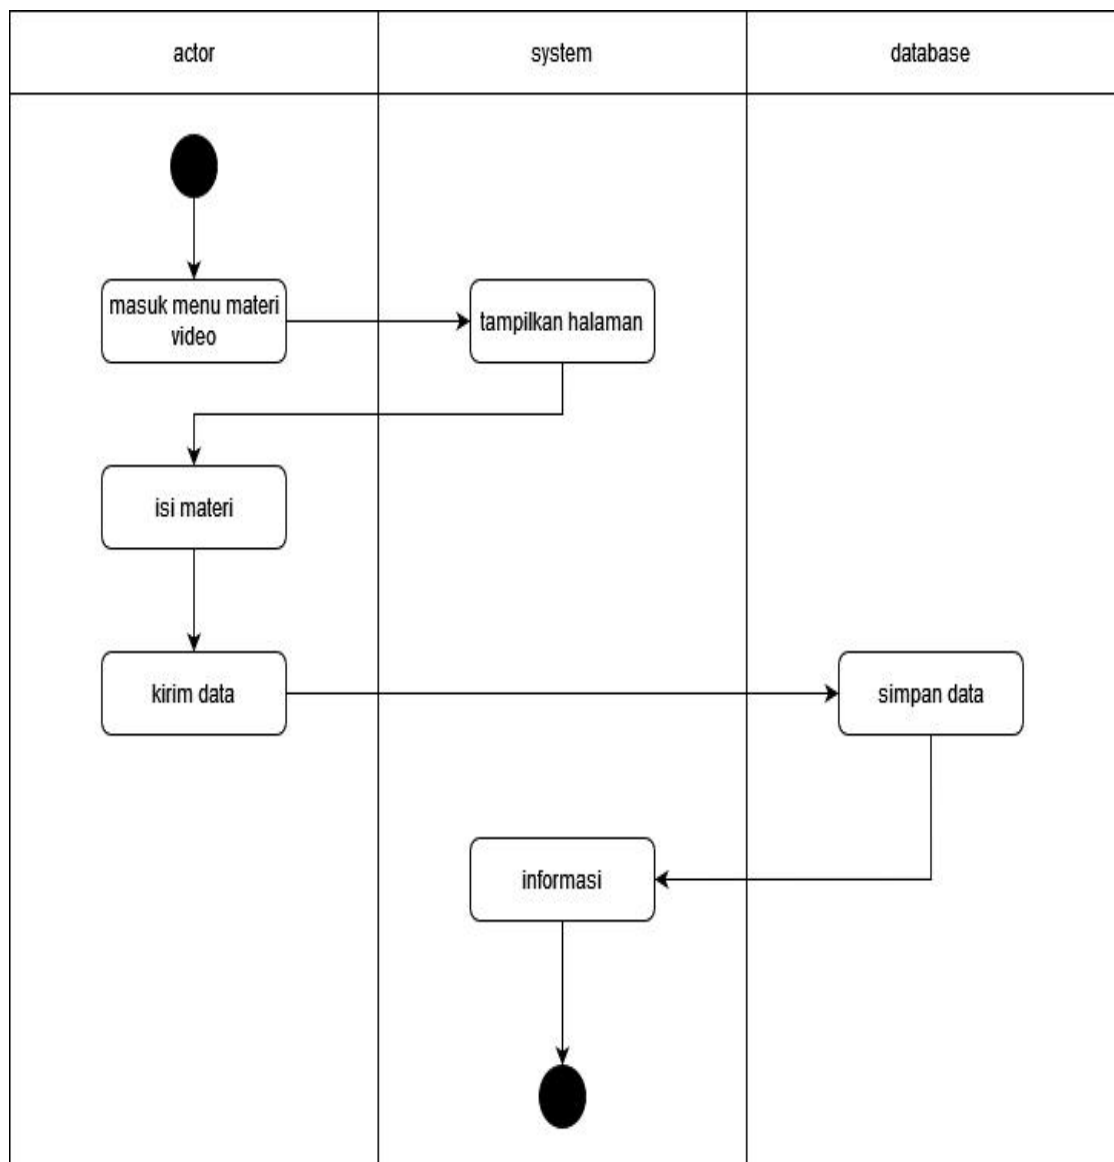 actor
system
database
masuk menu materi
video
tampilkan halaman
isi materi
kirim data
simpan data
informasi